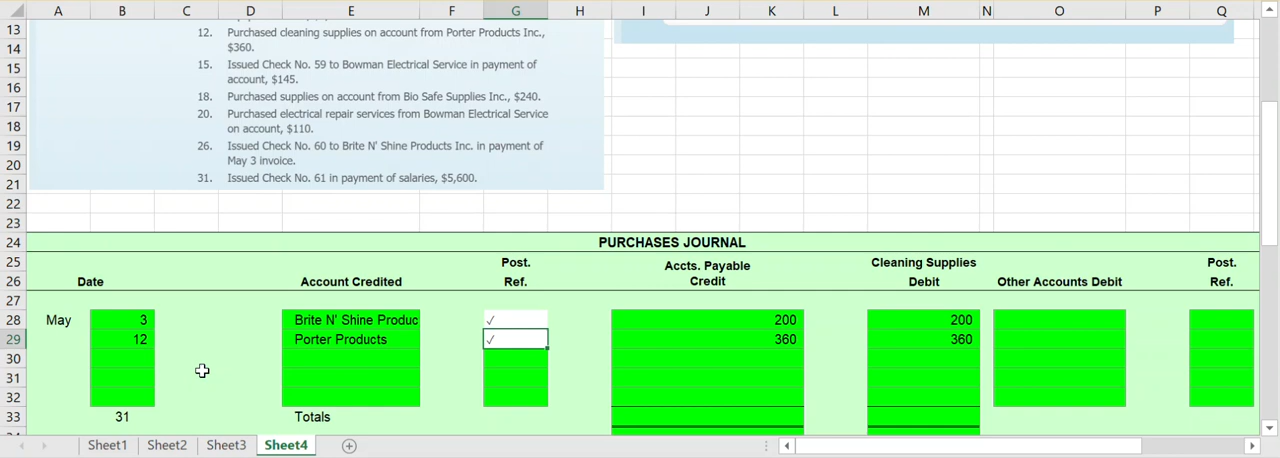 A B C D E F G H I J K L M N O P Q
13
12. Purchased cleaning supplies on account from Porter Products Inc.,
14 $360.
15 15. Issued Check No. 59 to Bowman Electrical Service in payment of
account, $145.
16
17 18. Purchased supplies on account from Bio Safe Supplies Inc., $240.
20. Purchased electrical repair services from Bowman Electrical Service
18 on account, $110.
19 26. Issued Check No. 60 to Brite N' Shine Products Inc. in payment of
20 May 3 invoice.
21 31. Issued Check No. 61 in payment of salaries, $5,600.
22
23
24 PURCHASES JOURNAL
25 Post. Accts. Payable Cleaning Supplies Post.
26 Date Account Credited Ref. Credit Debit Other Accounts Debit Ref.
27
28 May 3 Brite N' Shine Produc ✓ 200 200
29 12 Porter Products ✓ 360 360
30
31
32
33 31 Totals
Sheet1 Sheet2 Sheet3 Sheet4